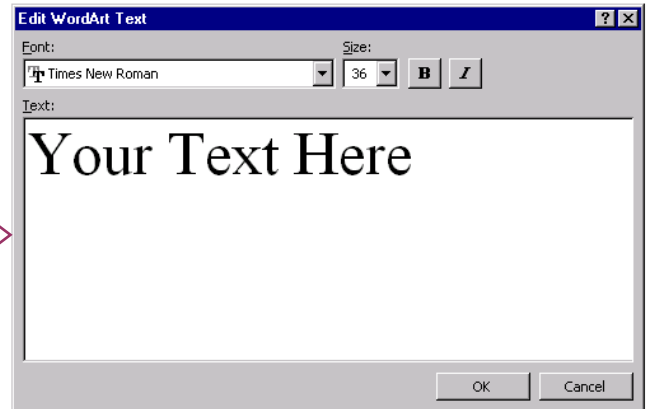 Edit WordArt Text ?
Font: Size:
Times New Roman 36 B I
Text:
Your Text Here
OK Cancel